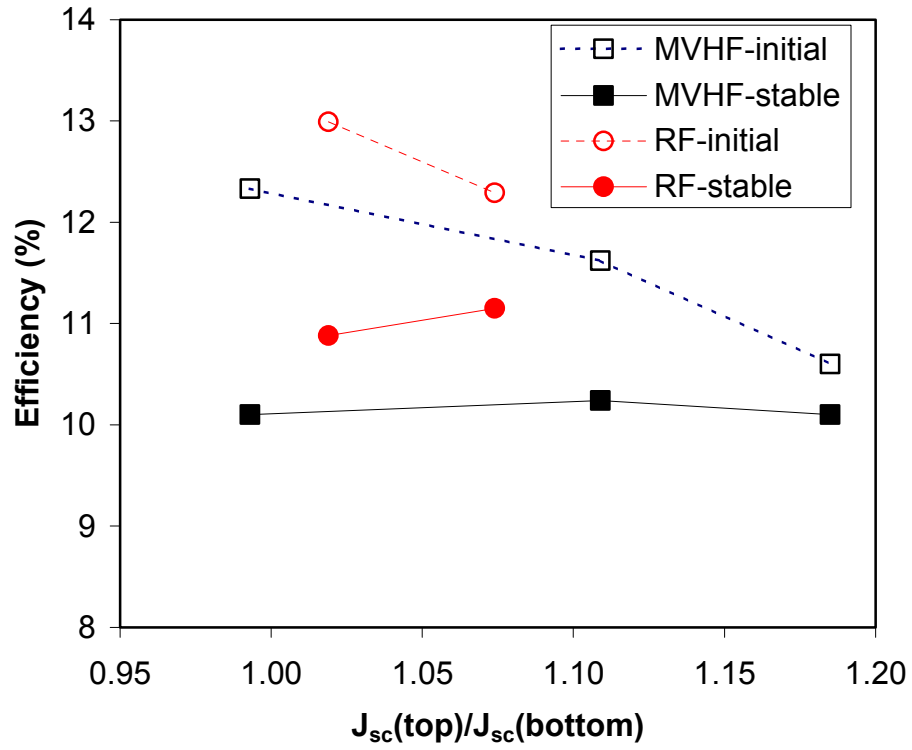 14
13
12
11
10
9
8
Efficiency (%)
MVHF-initial
MVHF-stable
RF-initial
RF-stable
0.95 1.00 1.05 1.10 1.15 1.20
Jsc(top)/Jsc(bottom)